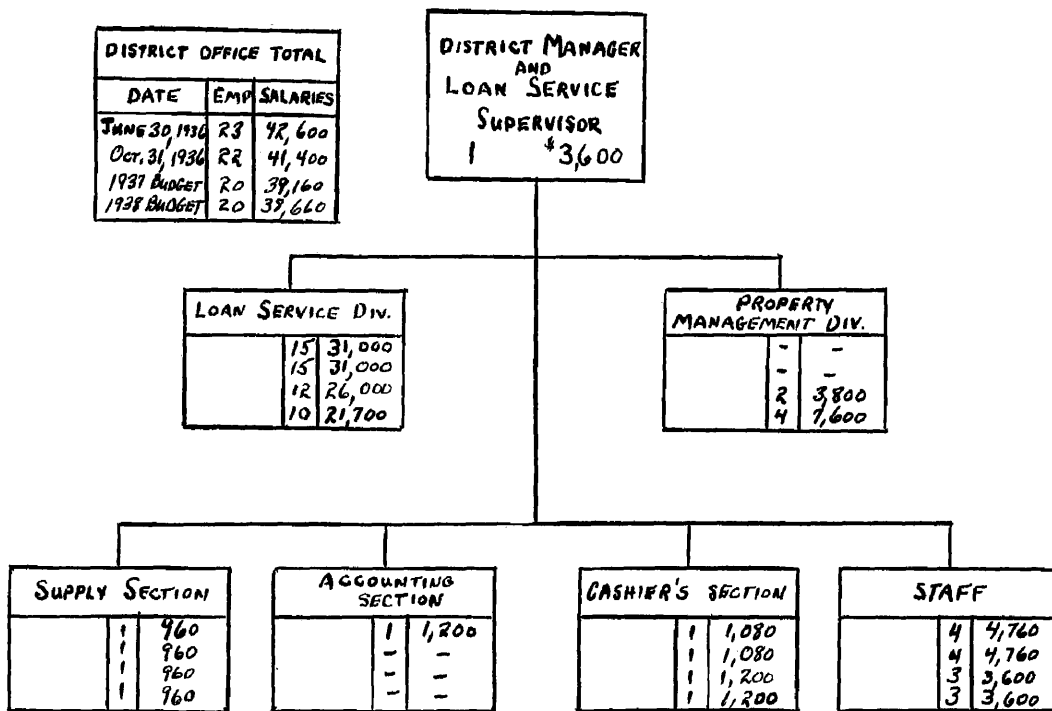 DISTRICT OFFICE TOTAL
DATE EMP SALARIES
JUNE 30, 1936 23 42,600
OCT. 31, 1936 22 41,400
1937 BUDGET 20 39,160
1938 BUDGET 20 38,660
DISTRICT MANAGER
AND
LOAN SERVICE
SUPERVISOR
1 $3,600
LOAN SERVICE DIV.
15 31,000
15 31,000
12 26,000
10 21,700
PROPERTY
MANAGEMENT DIV.
- -
- -
2 3,800
4 7,600
SUPPLY SECTION
1 960
1 960
1 960
1 960
ACCOUNTING
SECTION
1 1,200
- -
- -
- -
CASHIER'S SECTION
1 1,080
1 1,080
1 1,200
1 1,200
STAFF
4 4,760
4 4,760
3 3,600
3 3,600